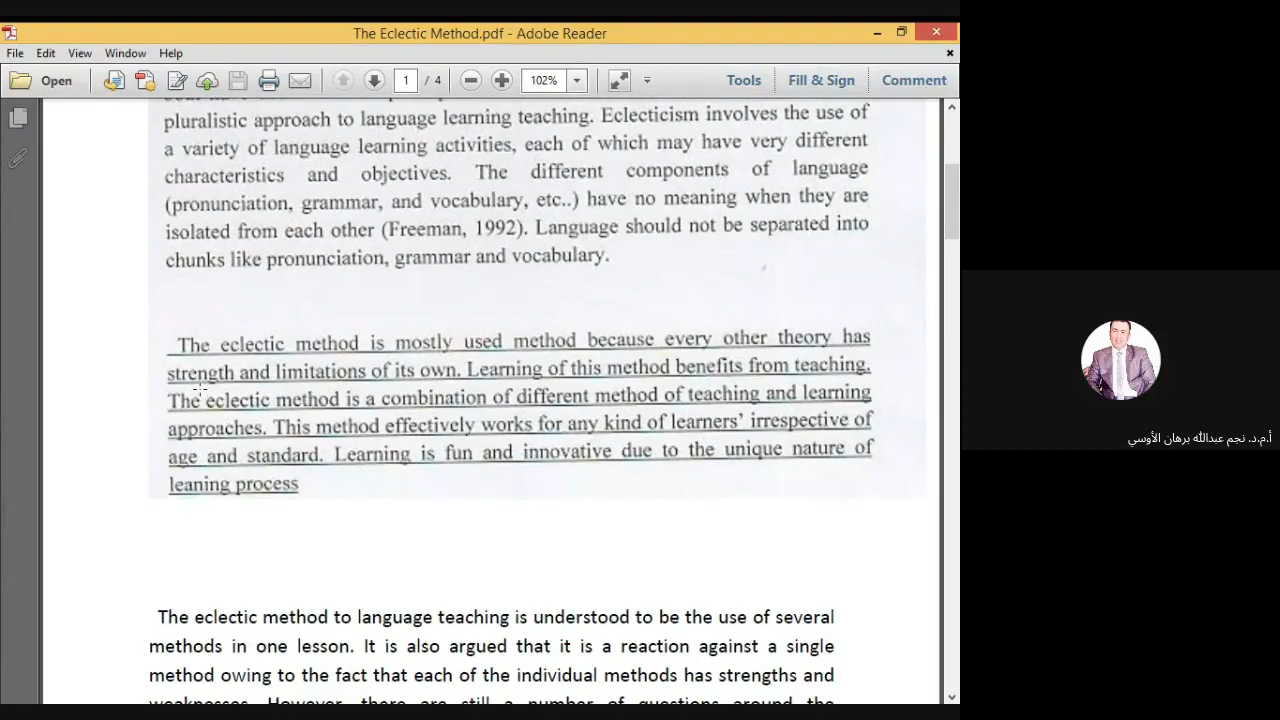 The Eclectic Method.pdf - Adobe Reader
File Edit View Window Help
Open 1 / 4 102% Tools Fill & Sign Comment
pluralistic approach to language learning teaching. Eclecticism involves the use of
a variety of language learning activities, each of which may have very different
characteristics and objectives. The different components of language
(pronunciation, grammar, and vocabulary, etc..) have no meaning when they are
isolated from each other (Freeman, 1992). Language should not be separated into
chunks like pronunciation, grammar and vocabulary.
The eclectic method is mostly used method because every other theory has
strength and limitations of its own. Learning of this method benefits from teaching.
The eclectic method is a combination of different method of teaching and learning
approaches. This method effectively works for any kind of learners' irrespective of
age and standard. Learning is fun and innovative due to the unique nature of
leaning process
The eclectic method to language teaching is understood to be the use of several
methods in one lesson. It is also argued that it is a reaction against a single
method owing to the fact that each of the individual methods has strengths and
weaknesses. However, there are still a number of questions around the
أ.م.د. نجم عبدالله برهان الأوسي